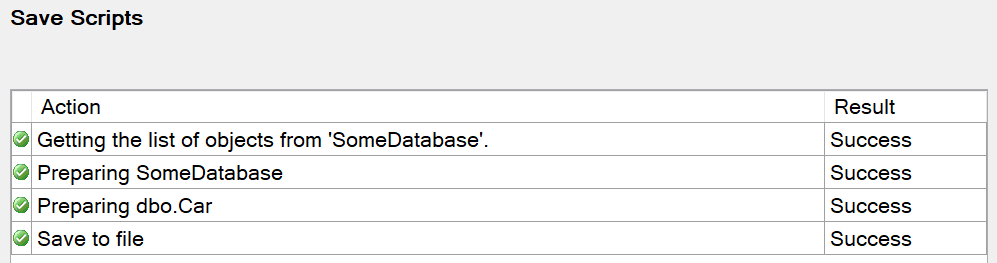 Save Scripts
Action Result
Getting the list of objects from 'SomeDatabase'. Success
Preparing SomeDatabase Success
Preparing dbo.Car Success
Save to file Success